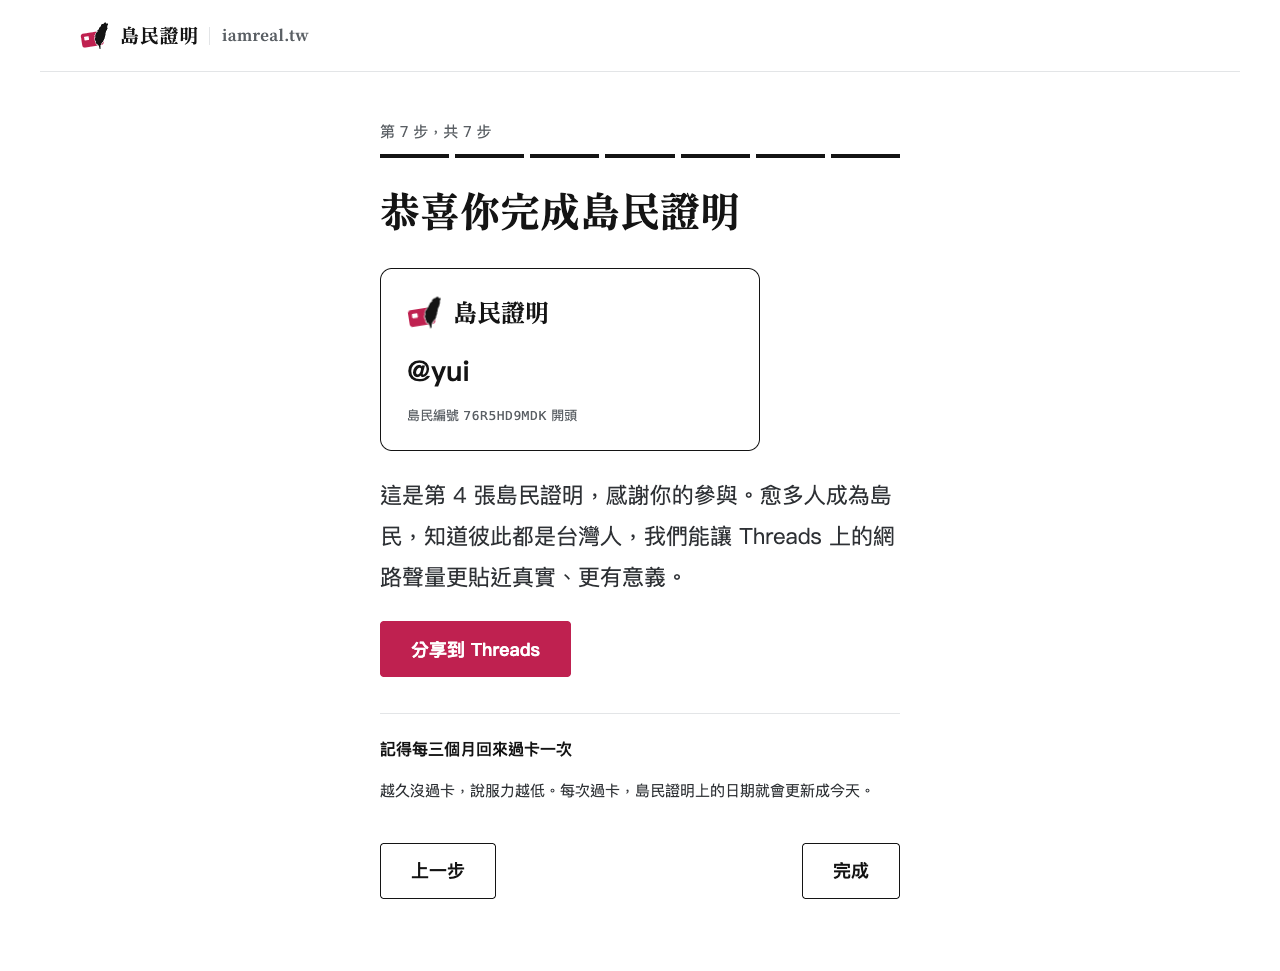 島民證明 iamreal.tw
第 7 步，共 7 步
恭喜你完成島民證明
島民證明
@yui
島民編號 76R5HD9MDK 開頭
這是第 4 張島民證明，感謝你的參與。愈多人成為島
民，知道彼此都是台灣人，我們能讓 Threads 上的網
路聲量更貼近真實、更有意義。
分享到 Threads
記得每三個月回來過卡一次
越久沒過卡，說服力越低。每次過卡，島民證明上的日期就會更新成今天。
上一步
完成